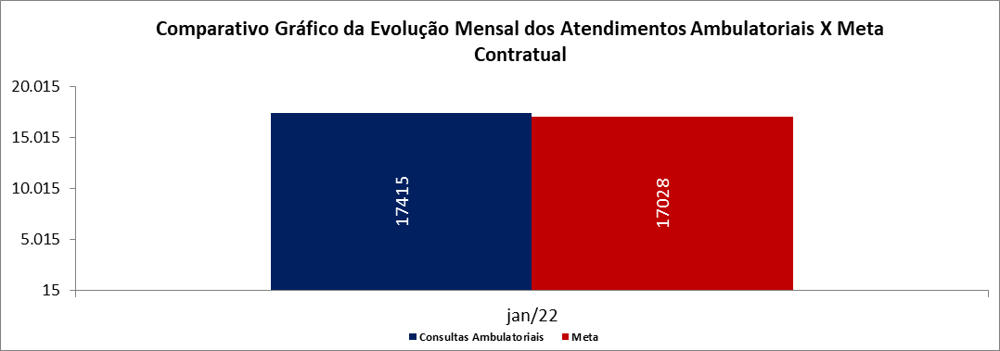 Comparativo Gráfico da Evolução Mensal dos Atendimentos Ambulatoriais X Meta
Contratual
20.015
15.015
10.015
5.015
15
17415
17028
jan/22
Consultas Ambulatoriais
Meta